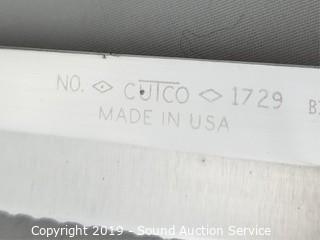 NO. CUTCO 1729
MADE IN USA
Copyright 2019 - Sound Auction Service